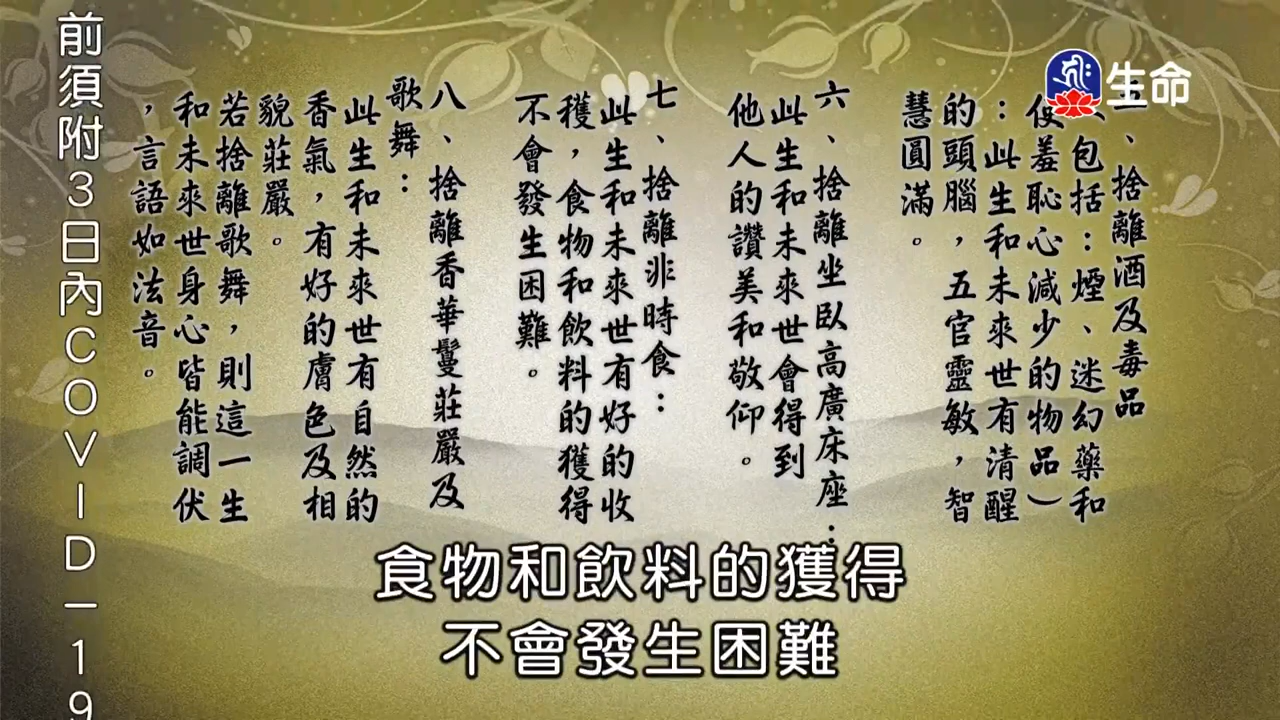 五、捨離酒及毒品
(包括：煙、迷幻藥和
使羞恥心減少的物品)
：此生和未來世有清醒
的頭腦，五官靈敏，智
慧圓滿。
六、捨離坐臥高廣床座：
此生和未來世會得到
他人的讚美和敬仰。
七、捨離非時食：
此生和未來世有好的收
穫，食物和飲料的獲得
不會發生困難。
八、捨離香華鬘莊嚴及
歌舞：
此生和未來世有自然的
香氣，有好的膚色及相
貌莊嚴。
若捨離歌舞，則這一生
和未來世身心皆能調伏
，言語如法音。
前須附3日內COVID-19
生命
食物和飲料的獲得
不會發生困難